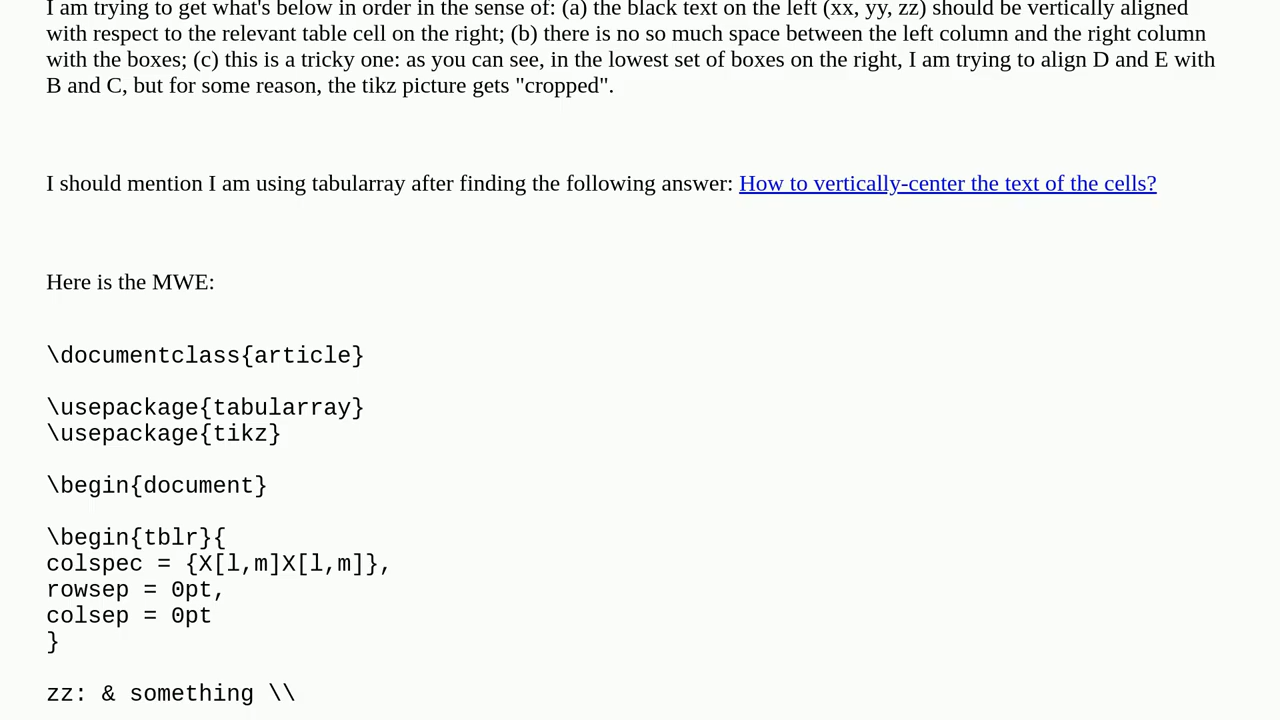 I am trying to get what's below in order in the sense of: (a) the black text on the left (xx, yy, zz) should be vertically aligned
with respect to the relevant table cell on the right; (b) there is no so much space between the left column and the right column
with the boxes; (c) this is a tricky one: as you can see, in the lowest set of boxes on the right, I am trying to align D and E with
B and C, but for some reason, the tikz picture gets "cropped".
I should mention I am using tabularray after finding the following answer: How to vertically-center the text of the cells?
Here is the MWE:
\documentclass{article}
\usepackage{tabularray}
\usepackage{tikz}
\begin{document}
\begin{tblr}{
colspec = {X[l,m]X[l,m]},
rowsep = 0pt,
colsep = 0pt
}
zz: & something \\